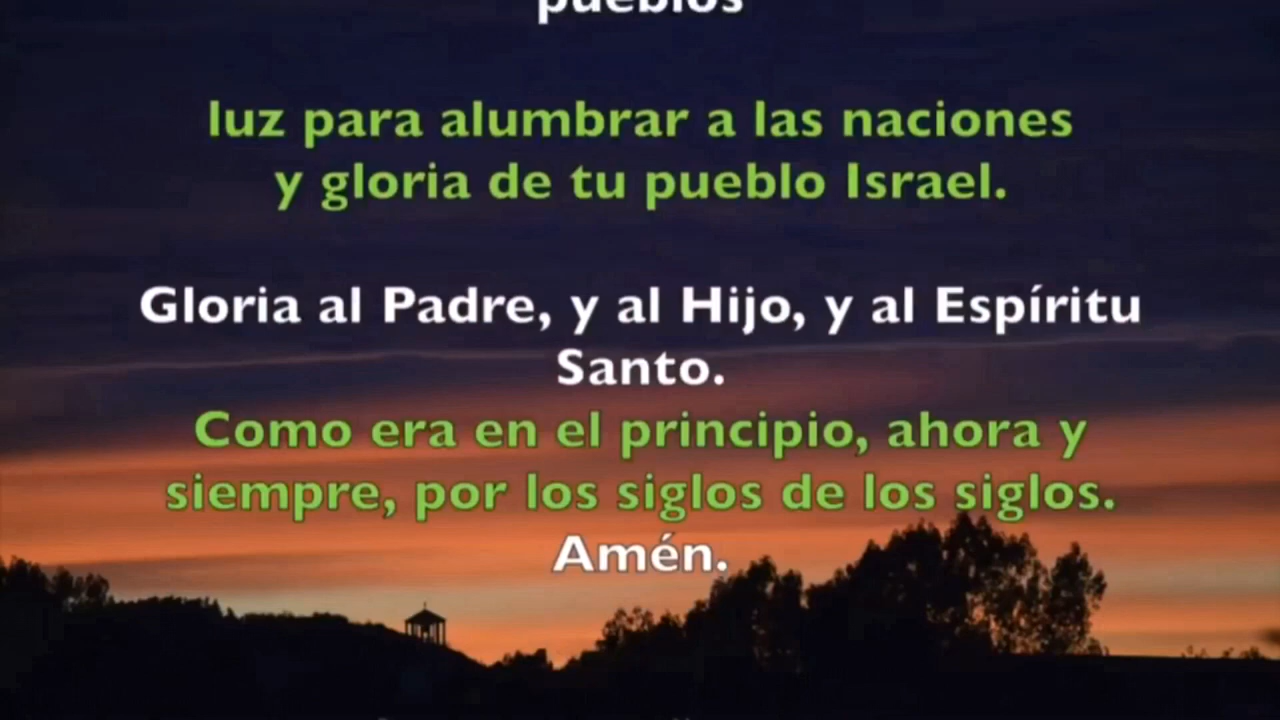 pueblos
luz para alumbrar a las naciones
y gloria de tu pueblo Israel.
Gloria al Padre, y al Hijo, y al Espíritu
Santo.
Como era en el principio, ahora y
siempre, por los siglos de los siglos.
Amén.